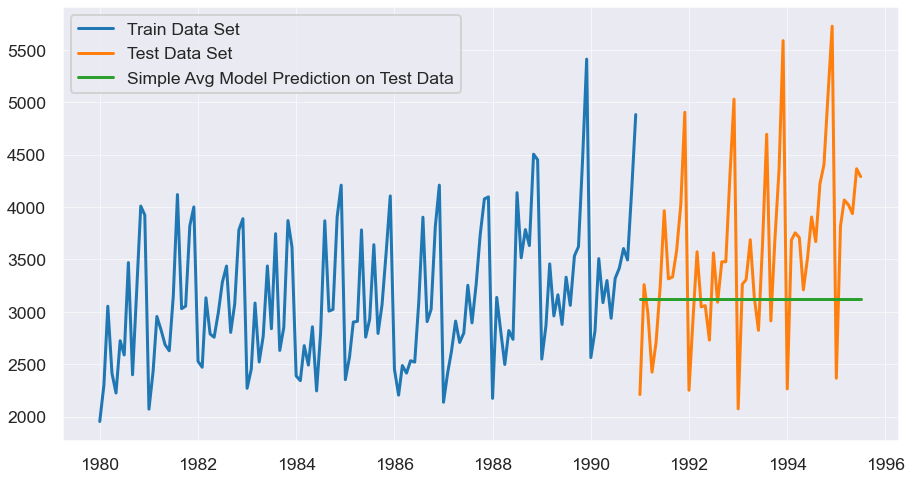 Train Data Set
Test Data Set
Simple Avg Model Prediction on Test Data
5500
5000
4500
4000
3500
3000
2500
2000
1980 1982 1984 1986 1988 1990 1992 1994 1996